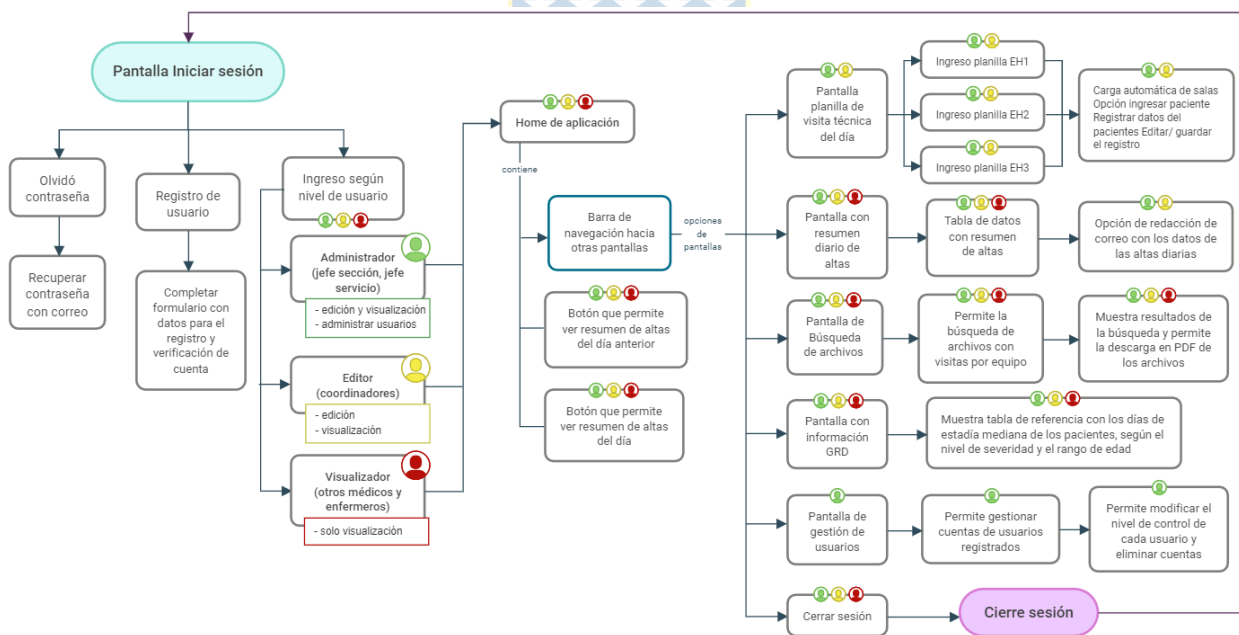 Pantalla Iniciar sesión
Olvidó
contraseña
Recuperar
contraseña
con correo
Registro de
usuario
Completar
formulario con
datos para el
registro y
verificación de
cuenta
Ingreso según
nivel de usuario
Administrador
(jefe sección, jefe
servicio)
- edición y visualización
- administrar usuarios
Editor
(coordinadores)
- edición
- visualización
Visualizador
(otros médicos y
enfermeros)
- solo visualización
Home de aplicación
contiene
Barra de
navegación hacia
otras pantallas
Botón que permite
ver resumen de altas
del día anterior
Botón que permite
ver resumen de altas
del día
opciones
de
pantallas
Pantalla
planilla de
visita técnica
del día
Ingreso planilla EH1
Ingreso planilla EH2
Ingreso planilla EH3
Carga automática de salas
Opción ingresar paciente
Registrar datos del
pacientes Editar/ guardar
el registro
Pantalla con
resumen
diario de
altas
Tabla de datos
con resumen
de altas
Opción de redacción de
correo con los datos de
las altas diarias
Pantalla de
Búsqueda
de archivos
Permite la
búsqueda de
archivos con
visitas por equipo
Muestra resultados de
la búsqueda y permite
la descarga en PDF de
los archivos
Pantalla con
información
GRD
Muestra tabla de referencia con los días de
estadía mediana de los pacientes, según el
nivel de severidad y el rango de edad
Pantalla de
gestión de
usuarios
Permite gestionar
cuentas de usuarios
registrados
Permite modificar el
nivel de control de
cada usuario y
eliminar cuentas
Cerrar sesión
Cierre sesión